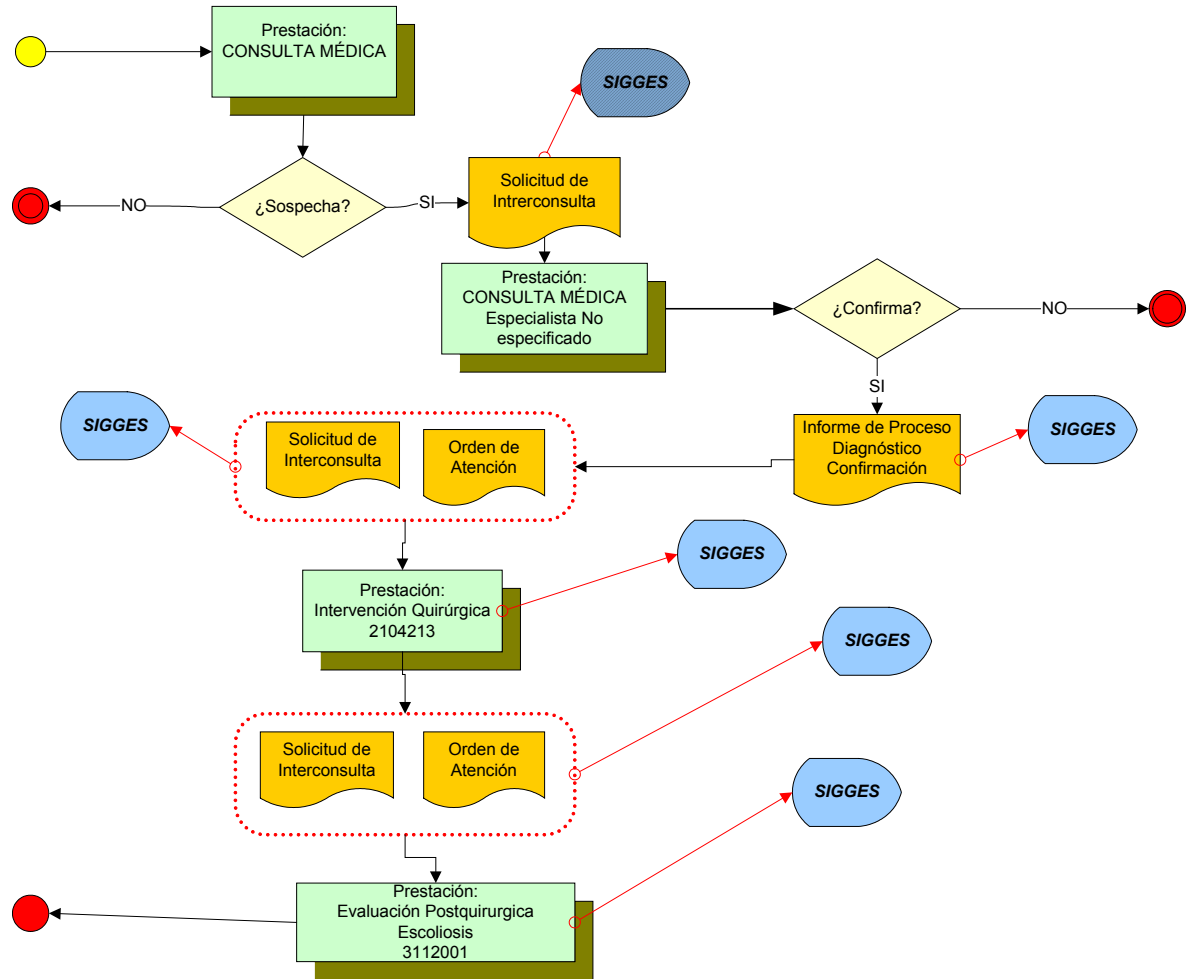 Prestación:
CONSULTA MÉDICA
SIGGES
Solicitud de
Intrerconsulta
NO
¿Sospecha?
SI
Prestación:
CONSULTA MÉDICA
Especialista No
especificado
¿Confirma?
NO
SI
Informe de Proceso
Diagnóstico
Confirmación
SIGGES
SIGGES
Solicitud de
Interconsulta
Orden de
Atención
SIGGES
Prestación:
Intervención Quirúrgica
2104213
SIGGES
Solicitud de
Interconsulta
Orden de
Atención
SIGGES
Prestación:
Evaluación Postquirurgica
Escoliosis
3112001